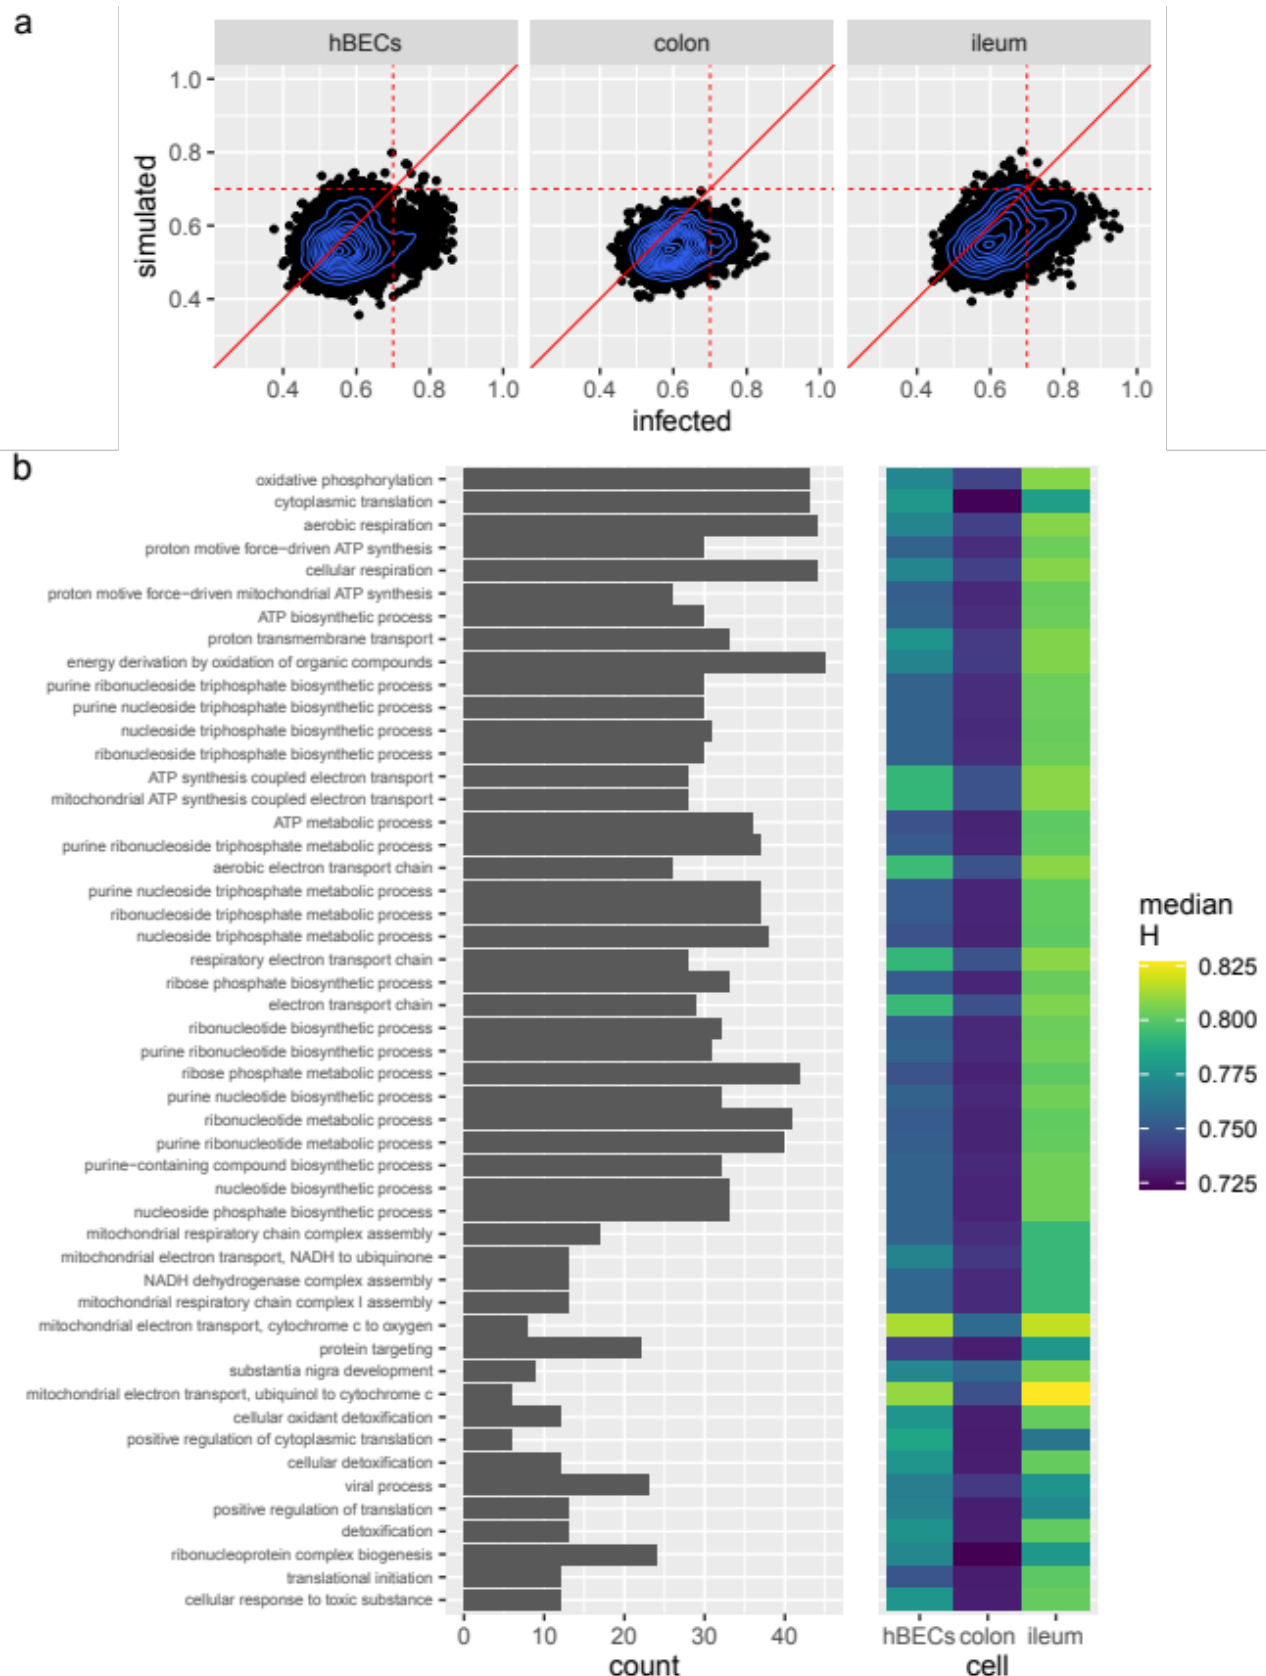 a
hBECs colon ileum
1.0
0.8
0.6
0.4
simulated
0.4 0.6 0.8 1.0 0.4 0.6 0.8 1.0 0.4 0.6 0.8 1.0
infected
b
oxidative phosphorylation
cytoplasmic translation
aerobic respiration
proton motive force−driven ATP synthesis
cellular respiration
proton motive force−driven mitochondrial ATP synthesis
ATP biosynthetic process
proton transmembrane transport
energy derivation by oxidation of organic compounds
purine ribonucleoside triphosphate biosynthetic process
purine nucleoside triphosphate biosynthetic process
nucleoside triphosphate biosynthetic process
ribonucleoside triphosphate biosynthetic process
ATP synthesis coupled electron transport
mitochondrial ATP synthesis coupled electron transport
ATP metabolic process
purine ribonucleoside triphosphate metabolic process
aerobic electron transport chain
purine nucleoside triphosphate metabolic process
ribonucleoside triphosphate metabolic process
nucleoside triphosphate metabolic process
respiratory electron transport chain
ribose phosphate biosynthetic process
electron transport chain
ribonucleotide biosynthetic process
purine ribonucleotide biosynthetic process
ribose phosphate metabolic process
purine nucleotide biosynthetic process
ribonucleotide metabolic process
purine ribonucleotide metabolic process
purine−containing compound biosynthetic process
nucleotide biosynthetic process
nucleoside phosphate biosynthetic process
mitochondrial respiratory chain complex assembly
mitochondrial electron transport, NADH to ubiquinone
NADH dehydrogenase complex assembly
mitochondrial respiratory chain complex I assembly
mitochondrial electron transport, cytochrome c to oxygen
protein targeting
substantia nigra development
mitochondrial electron transport, ubiquinol to cytochrome c
cellular oxidant detoxification
positive regulation of cytoplasmic translation
cellular detoxification
viral process
positive regulation of translation
detoxification
ribonucleoprotein complex biogenesis
translational initiation
cellular response to toxic substance
0 10 20 30 40
count
hBECs colon ileum
cell
median
H
0.825
0.800
0.775
0.750
0.725